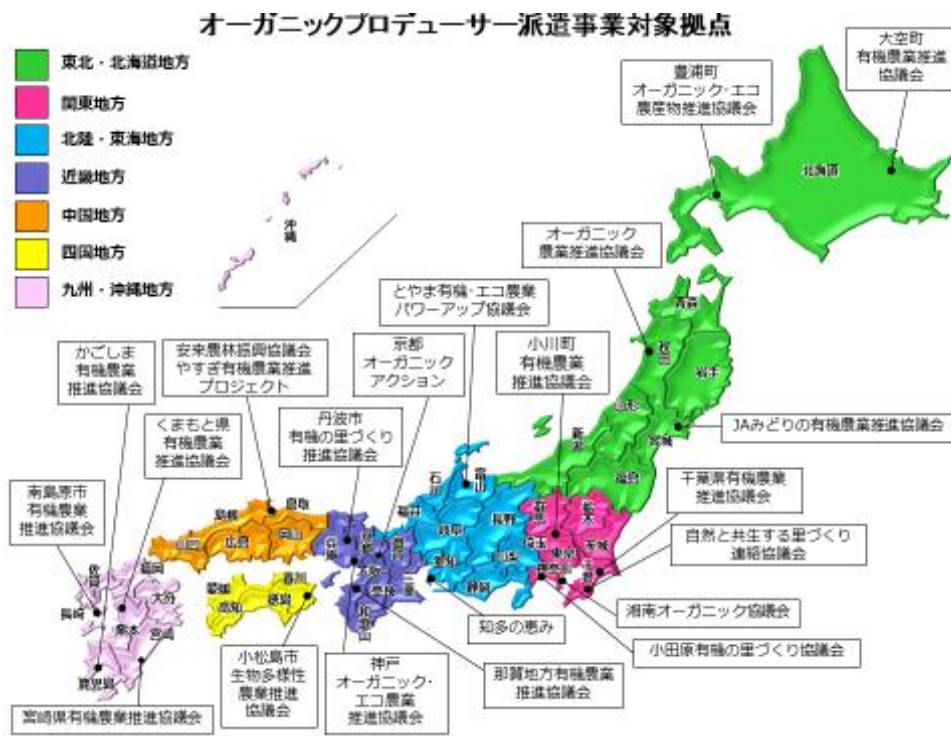 オーガニックプロデューサー派遣事業対象拠点
東北・北海道地方
関東地方
北陸・東海地方
近畿地方
中国地方
四国地方
九州・沖縄地方
大空町
有機農業推進
協議会
豊浦町
オーガニック・エコ
農産物推進協議会
北海道
沖縄
オーガニック
農業推進協議会
とやま有機・エコ農業
パワーアップ協議会
小川町
有機農業
推進協議会
京都
オーガニック
アクション
安来農林振興協議会
やすぎ有機農業推進
プロジェクト
かごしま
有機農業
推進協議会
くまもと県
有機農業
推進協議会
丹波市
有機の里づくり
推進協議会
南島原市
有機農業
推進協議会
JAみどりの有機農業推進協議会
千葉県有機農業
推進協議会
自然と共生する里づくり
連絡協議会
湘南オーガニック協議会
小田原有機の里づくり協議会
知多の恵み
那賀地方有機農業
推進協議会
神戸
オーガニック・
エコ農業
推進協議会
小松島市
生物多様性
農業推進
協議会
宮崎県有機農業推進協議会
青森
秋田
岩手
山形
宮城
新潟
福島
石川
富山
福井
岐阜
長野
山梨
愛知
静岡
群馬
栃木
埼玉
東京
茨城
千葉
神奈川
島根
鳥取
山口
広島
岡山
兵庫
京都
滋賀
大阪
奈良
三重
和歌山
愛媛
香川
高知
徳島
佐賀
福岡
長崎
大分
熊本
宮崎
鹿児島